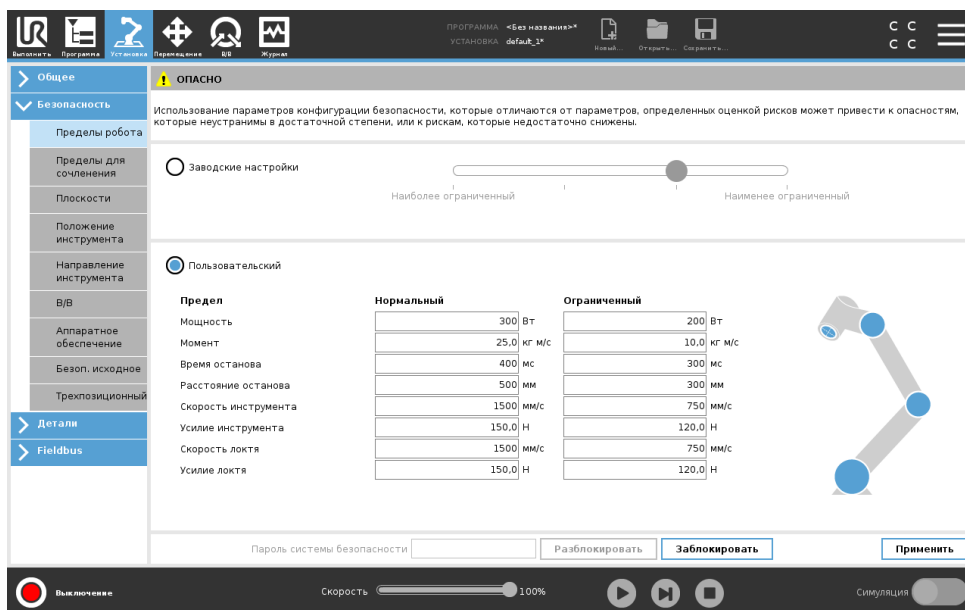 ПРОГРАММА <Без названия>*
УСТАНОВКА default_1*
Выполнить Программа Установка Перемещение В/В Журнал
Новый... Открыть... Сохранить...
C C
C C
Общее
Безопасность
Пределы робота
Пределы для
сочленения
Плоскости
Положение
инструмента
Направление
инструмента
В/В
Аппаратное
обеспечение
Безоп. исходное
Трехпозиционный
Детали
Fieldbus
ОПАСНО
Использование параметров конфигурации безопасности, которые отличаются от параметров, определенных оценкой рисков может привести к опасностям,
которые неустранимы в достаточной степени, или к рискам, которые недостаточно снижены.
Заводские настройки
Наиболее ограниченный Наименее ограниченный
Пользовательский
Предел Нормальный Ограниченный
Мощность 300 Вт 200 Вт
Момент 25,0 кг м/с 10,0 кг м/с
Время останова 400 мс 300 мс
Расстояние останова 500 мм 300 мм
Скорость инструмента 1500 мм/с 750 мм/с
Усилие инструмента 150,0 Н 120,0 Н
Скорость локтя 1500 мм/с 750 мм/с
Усилие локтя 150,0 Н 120,0 Н
Пароль системы безопасности Разблокировать Заблокировать Применить
Выключение Скорость 100% Симуляция